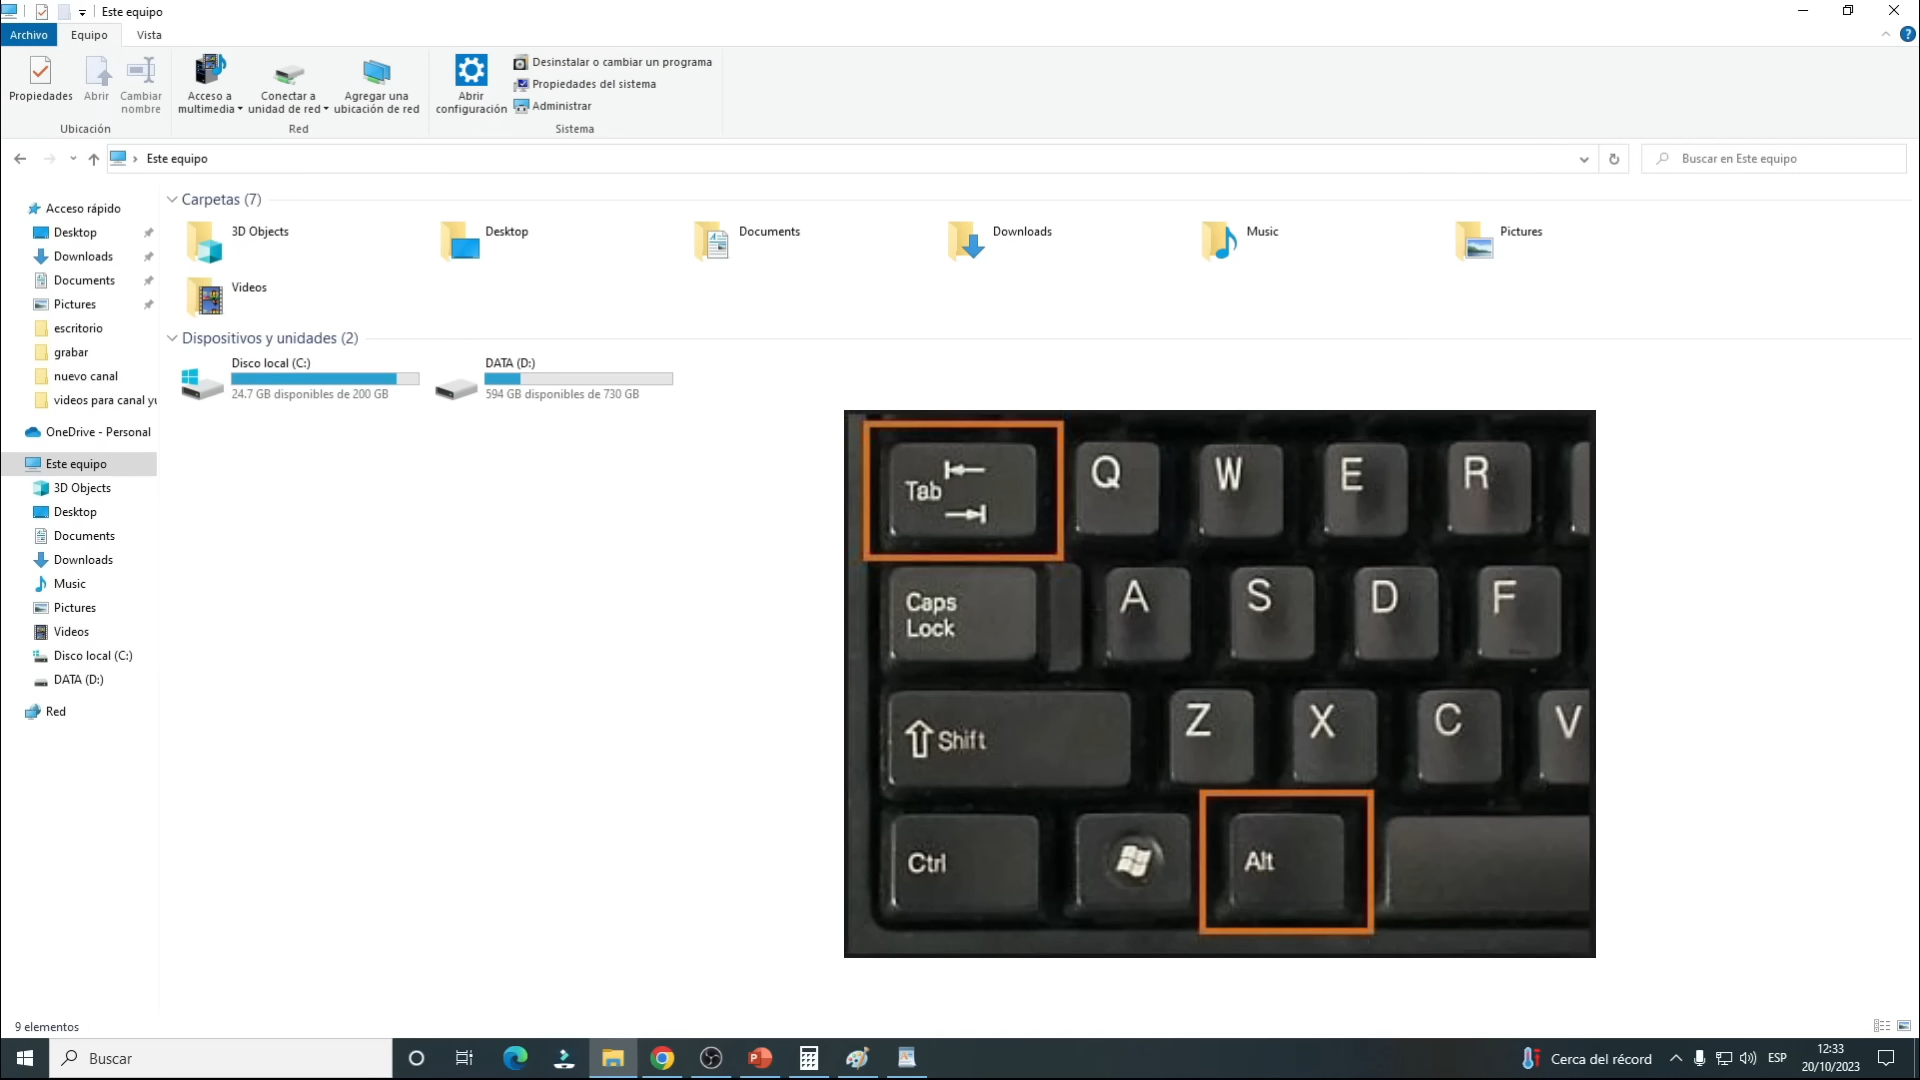 Este equipo
Archivo Equipo Vista
Propiedades Abrir Cambiar nombre
Ubicación
Acceso a multimedia Conectar a unidad de red Agregar una ubicación de red
Red
Abrir configuración
Desinstalar o cambiar un programa
Propiedades del sistema
Administrar
Sistema
Este equipo
Buscar en Este equipo
Acceso rápido
Desktop
Downloads
Documents
Pictures
escritorio
grabar
nuevo canal
videos para canal yu
OneDrive - Personal
Este equipo
3D Objects
Desktop
Documents
Downloads
Music
Pictures
Videos
Disco local (C:)
DATA (D:)
Red
Carpetas (7)
3D Objects Desktop Documents Downloads Music Pictures
Videos
Dispositivos y unidades (2)
Disco local (C:)
24.7 GB disponibles de 200 GB
DATA (D:)
594 GB disponibles de 730 GB
Tab Q W E R
Caps Lock A S D F
Shift Z X C V
Ctrl Alt
9 elementos
Buscar
Cerca del récord
ESP
12:33
20/10/2023